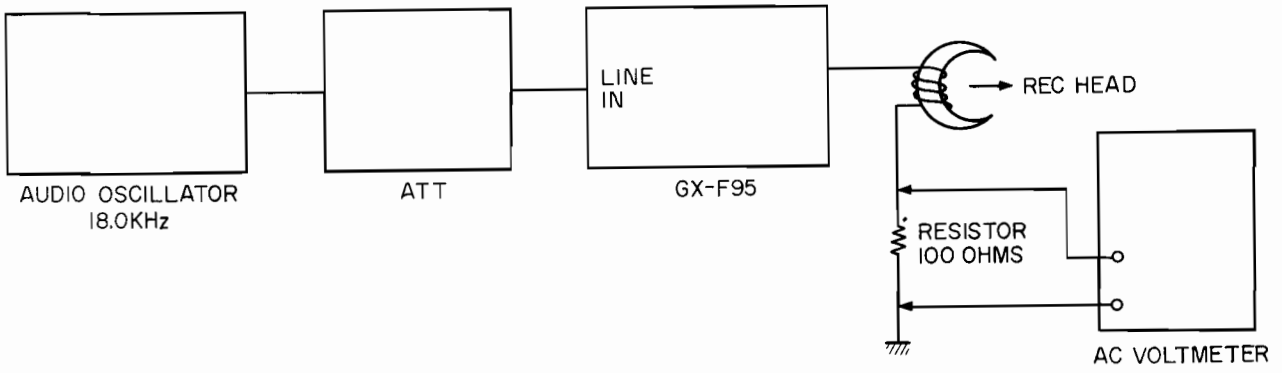 LINE
IN
REC HEAD
AUDIO OSCILLATOR
18.0KHz
ATT
GX-F95
RESISTOR
100 OHMS
AC VOLTMETER